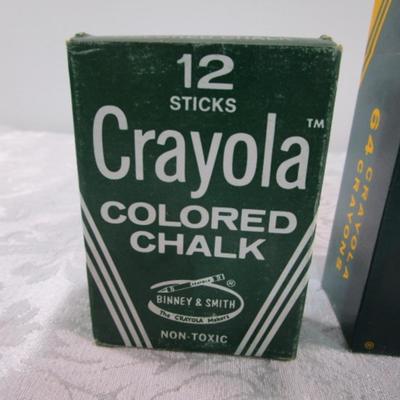 12
STICKS
Crayola™
COLORED
CHALK
BINNEY & SMITH®
The CRAYOLA Makers
NON-TOXIC
64 CRAYOLA
CRAYONS
®